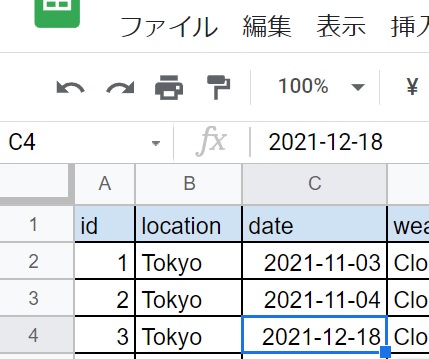 ファイル 編集 表示 挿入
100% ¥
C4 fx 2021-12-18
A B C
1 id location date wea
2 1 Tokyo 2021-11-03 Clo
3 2 Tokyo 2021-11-04 Clo
4 3 Tokyo 2021-12-18 Clo